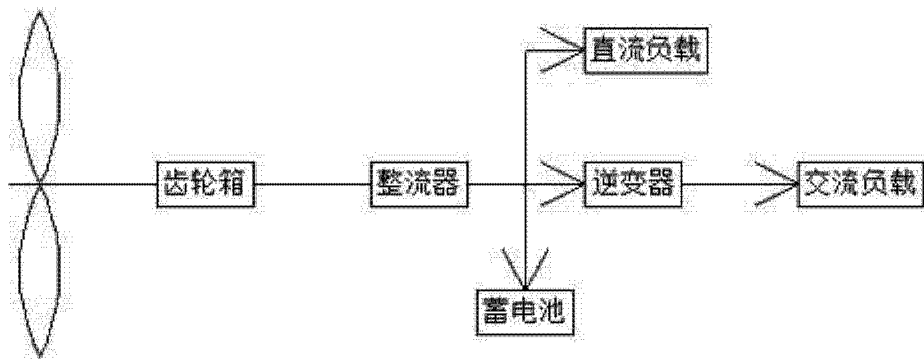 直流负载
齿轮箱
整流器
逆变器
交流负载
蓄电池